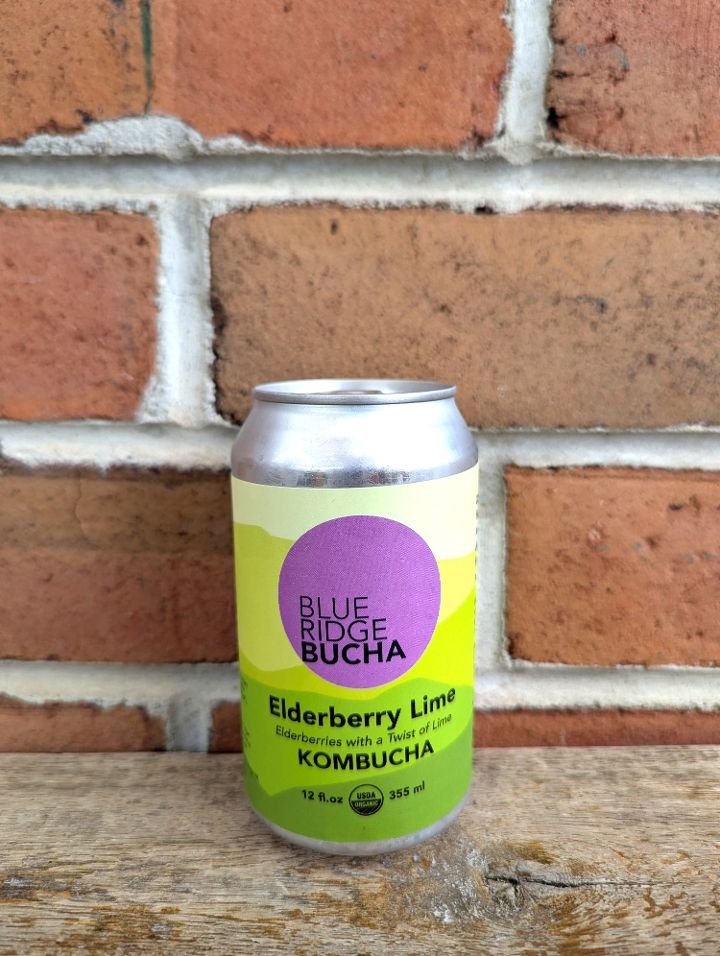 BLUE
RIDGE
BUCHA
Elderberry Lime
Elderberries with a Twist of Lime
KOMBUCHA
12 fl.oz USDA ORGANIC 355 ml